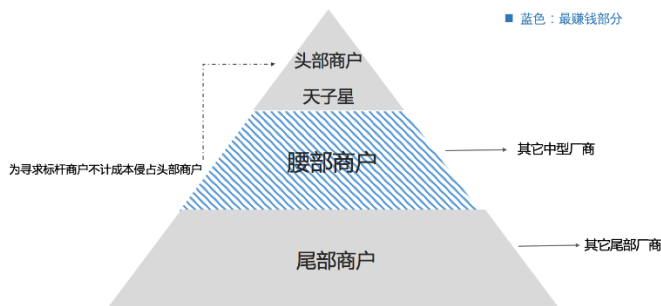 蓝色：最赚钱部分
头部商户
天子星
腰部商户
其它中型厂商
为寻求标杆商户不计成本侵占头部商户
其它尾部厂商
尾部商户